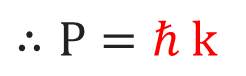 ∴ P = ℏ k